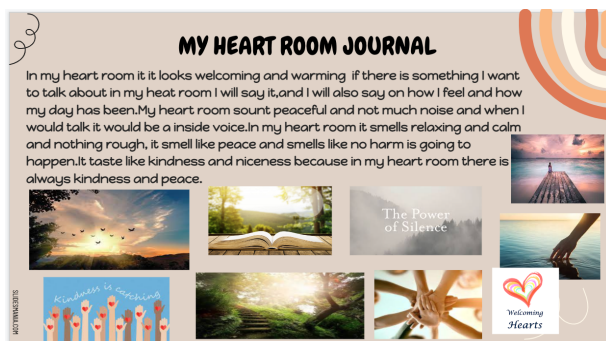 MY HEART ROOM JOURNAL
In my heart room it it looks welcoming and warming if there is something I want
to talk about in my heat room I will say it,and I will also say on how I feel and how
my day has been.My heart room sount peaceful and not much noise and when I
would talk it would be a inside voice.In my heart room it smells relaxing and calm
and nothing rough, it smell like peace and smells like no harm is going to
happen.It taste like kindness and niceness because in my heart room there is
always kindness and peace.
The Power
of Silence
Kindness is catching
Welcoming
Hearts
SLIDESMANIA.COM